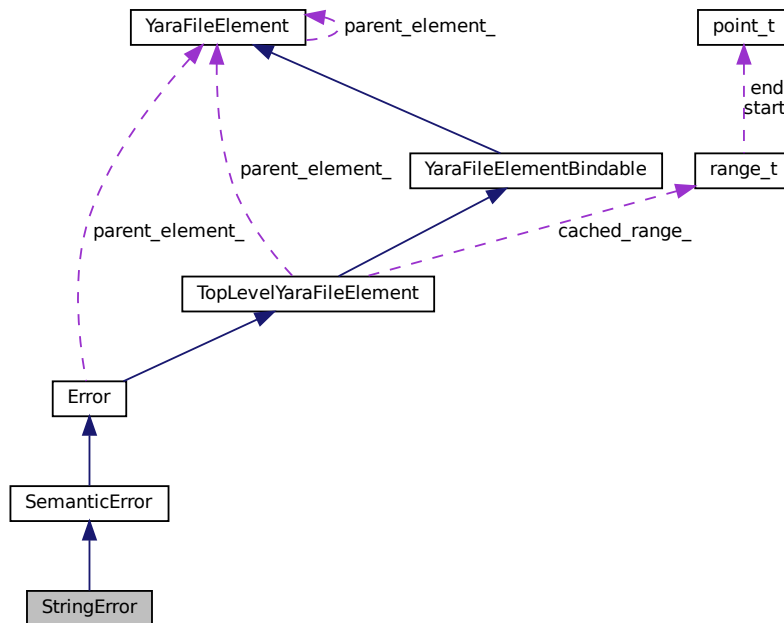 YaraFileElement
parent_element_
point_t
end
start
parent_element_
YaraFileElementBindable
range_t
parent_element_
cached_range_
TopLevelYaraFileElement
Error
SemanticError
StringError